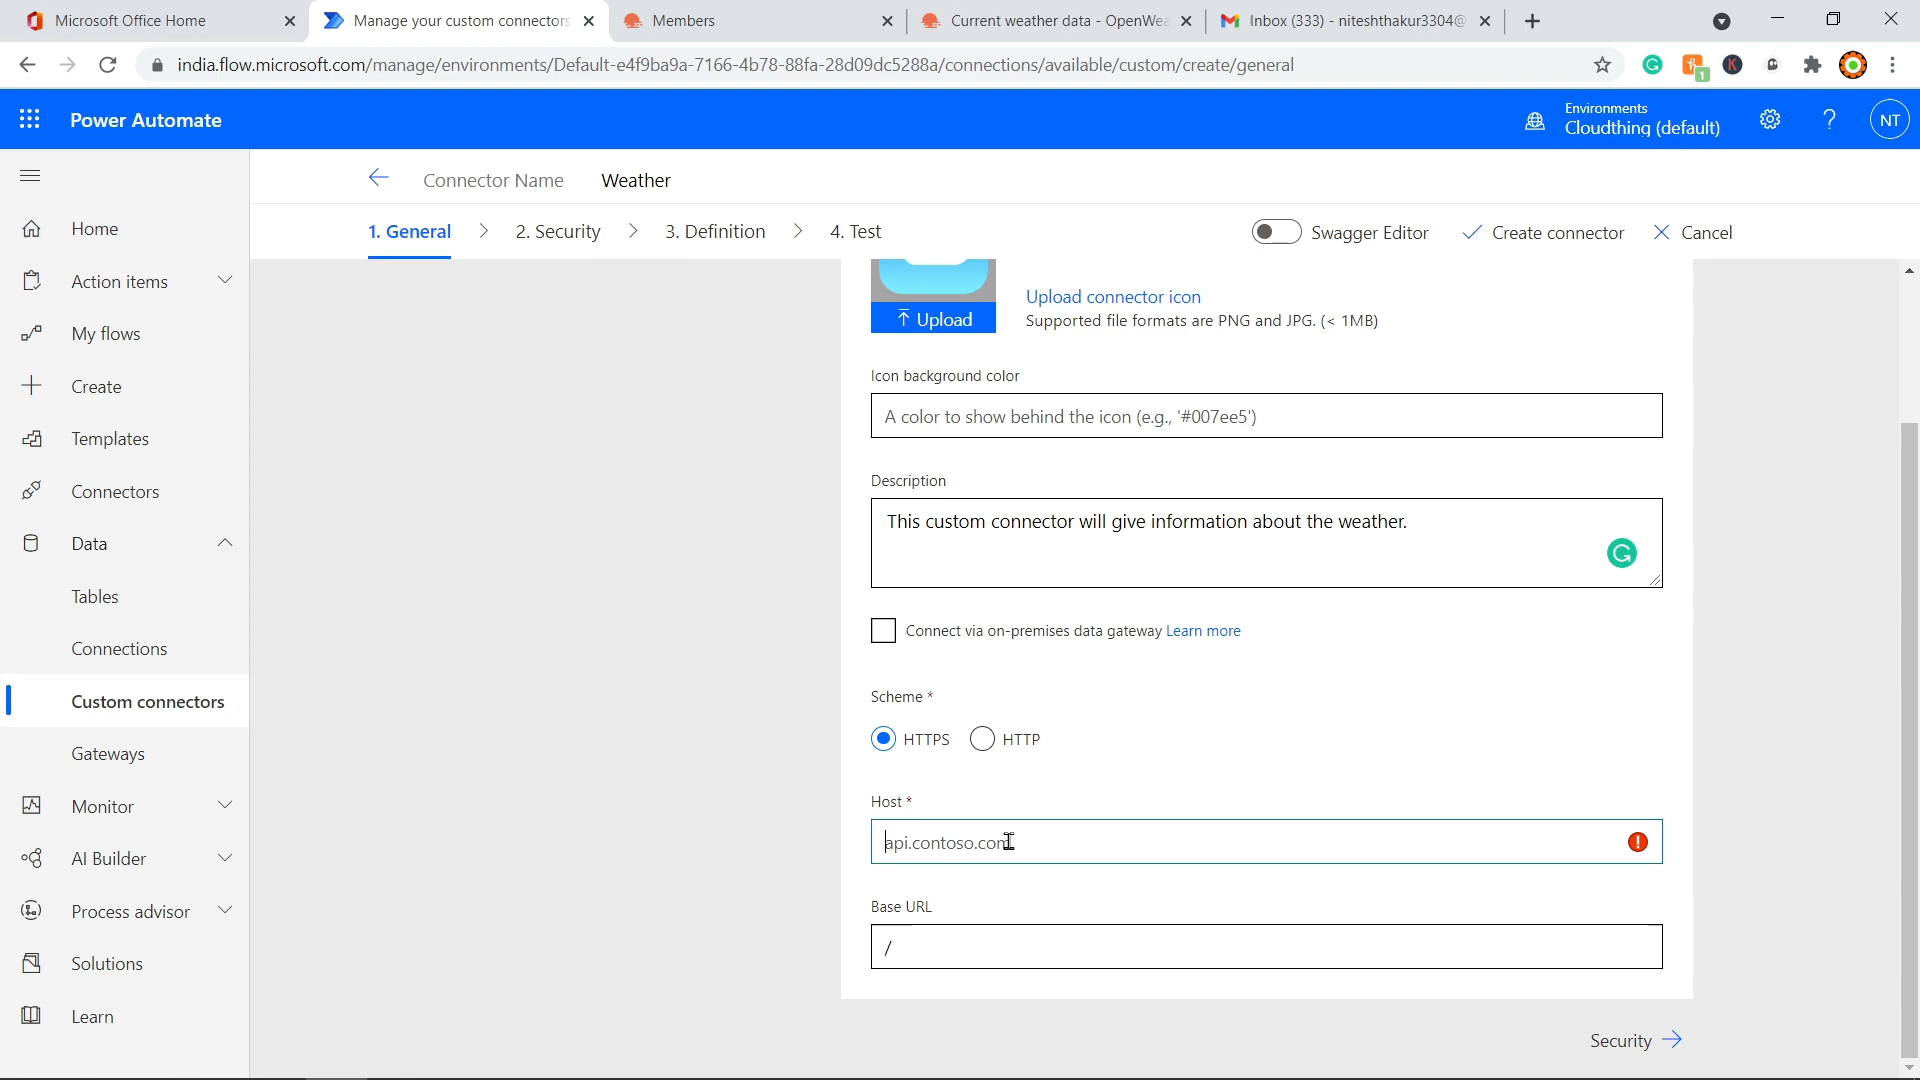 Microsoft Office Home
Manage your custom connectors
Members
Current weather data - OpenWea
Inbox (333) - niteshthakur3304@
india.flow.microsoft.com/manage/environments/Default-e4f9ba9a-7166-4b78-88fa-28d09dc5288a/connections/available/custom/create/general
1
Power Automate
Environments
Cloudthing (default)
?
NT
Connector Name
Weather
1. General
2. Security
3. Definition
4. Test
Swagger Editor
Create connector
Cancel
Home
Action items
My flows
Create
Templates
Connectors
Data
Tables
Connections
Custom connectors
Gateways
Monitor
AI Builder
Process advisor
Solutions
Learn
Upload
Upload connector icon
Supported file formats are PNG and JPG. (< 1MB)
Icon background color
A color to show behind the icon (e.g., '#007ee5')
Description
This custom connector will give information about the weather.
Connect via on-premises data gateway Learn more
Scheme *
HTTPS
HTTP
Host *
api.contoso.com
Base URL
/
Security